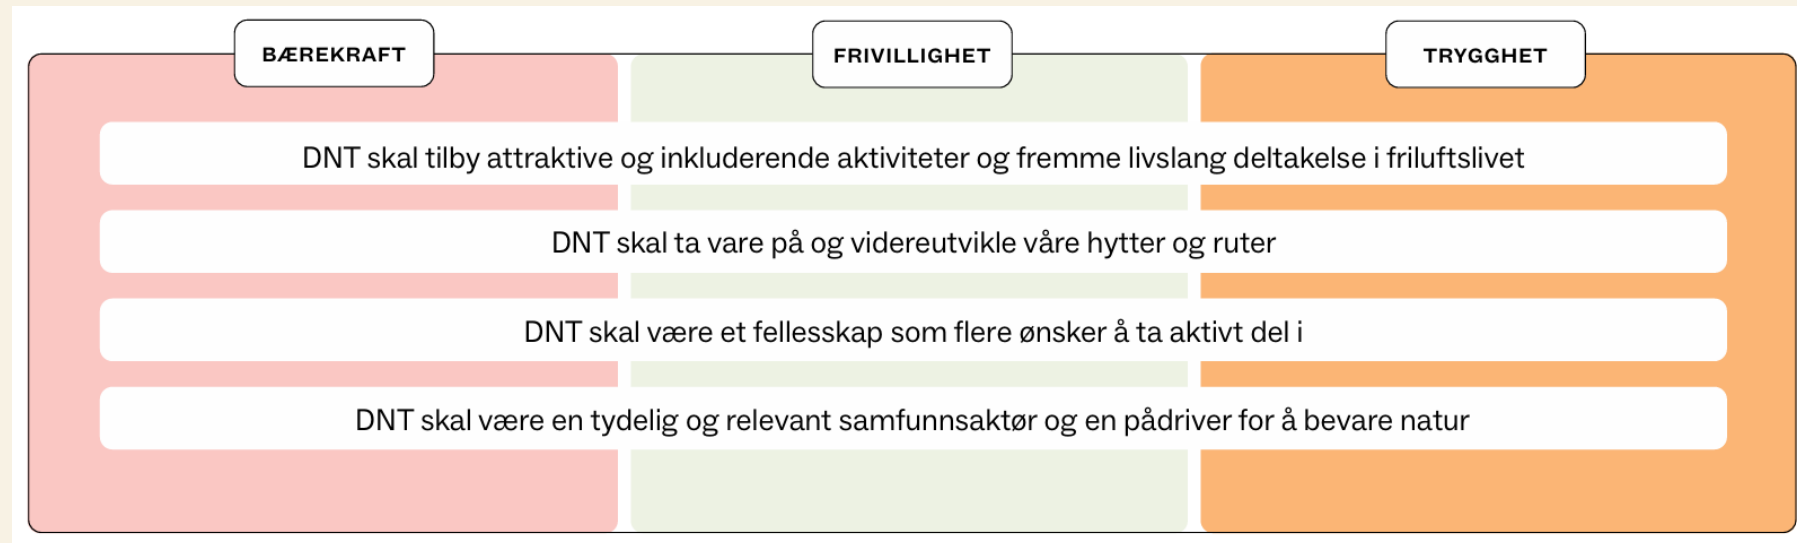 BÆREKRAFT
FRIVILLIGHET
TRYGGHET
DNT skal tilby attraktive og inkluderende aktiviteter og fremme livslang deltakelse i friluftslivet
DNT skal ta vare på og videreutvikle våre hytter og ruter
DNT skal være et fellesskap som flere ønsker å ta aktivt del i
DNT skal være en tydelig og relevant samfunnsaktør og en pådriver for å bevare natur